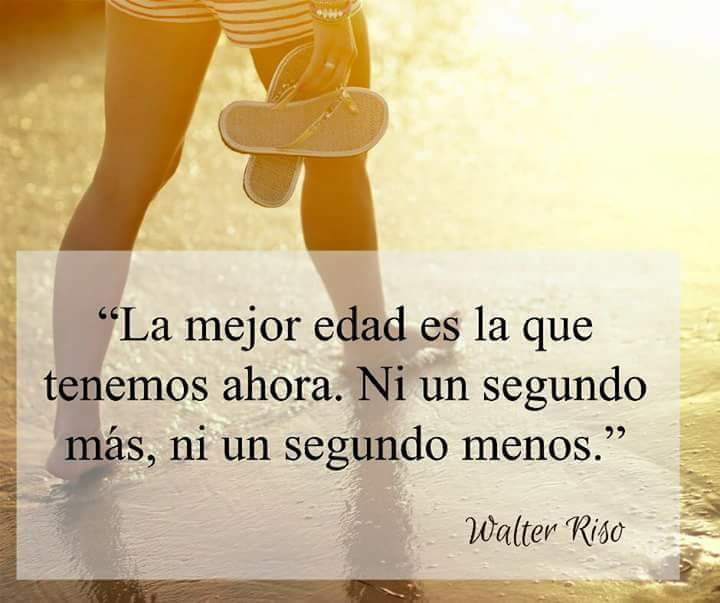 “La mejor edad es la que
tenemos ahora. Ni un segundo
más, ni un segundo menos.”
Walter Riso